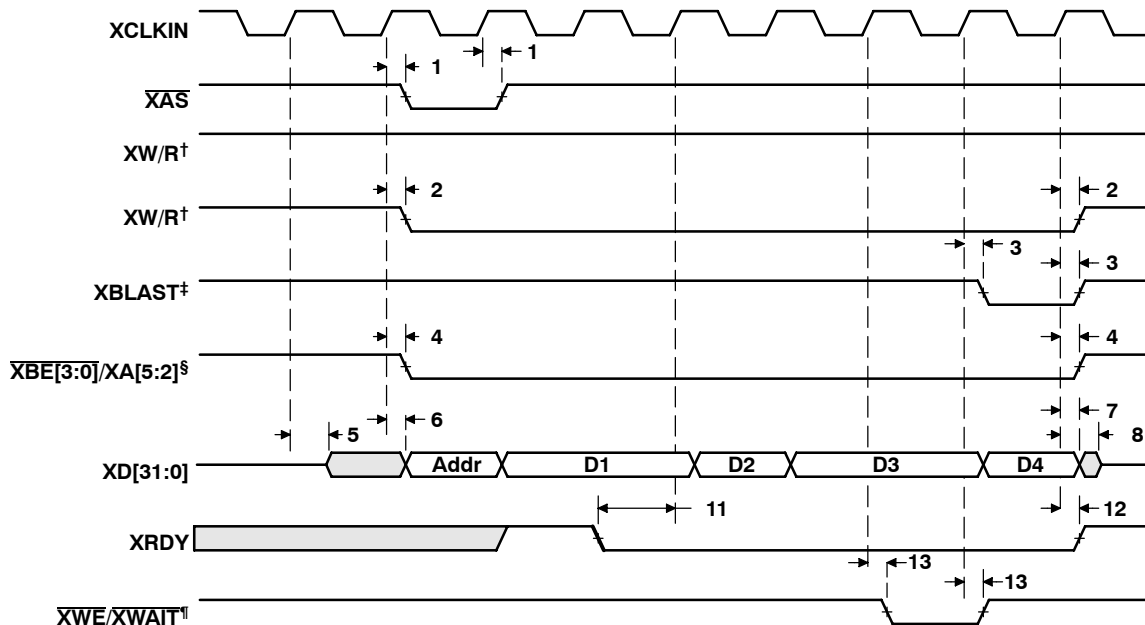 XCLKIN
1
1
XAS
XW/R†
2
2
XW/R†
3
3
XBLAST‡
4
4
XBE[3:0]/XA[5:2]§
6
7
5
8
XD[31:0]
Addr
D1
D2
D3
D4
11
12
XRDY
13
13
XWE/XWAIT¶